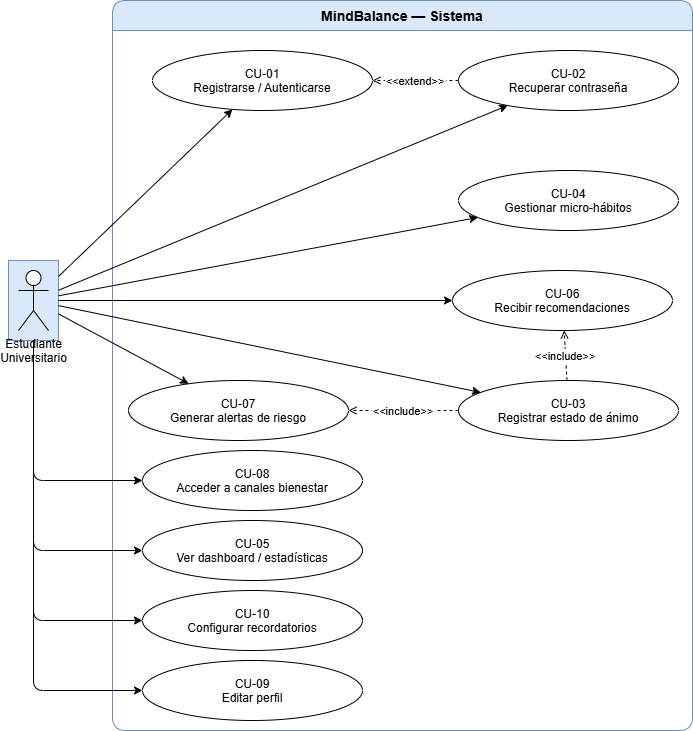 MindBalance — Sistema
CU-01
Registrarse / Autenticarse
<<extend>>
CU-02
Recuperar contraseña
CU-04
Gestionar micro-hábitos
Estudiante
Universitario
CU-06
Recibir recomendaciones
<<include>>
CU-07
Generar alertas de riesgo
<<include>>
CU-03
Registrar estado de ánimo
CU-08
Acceder a canales bienestar
CU-05
Ver dashboard / estadísticas
CU-10
Configurar recordatorios
CU-09
Editar perfil